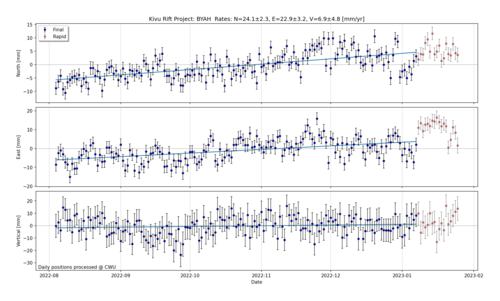 Kivu Rift Project: BYAM Rates: N=24.1±2.3, E=22.9±3.2, V=6.9±4.8 [mm/yr]
Final
Rapid
North [mm]
15
10
5
0
−5
−10
East [mm]
20
10
0
−10
−20
Vertical [mm]
20
10
0
−10
−20
−30
Daily positions processed @ CWU
2022-08 2022-09 2022-10 2022-11 2022-12 2023-01 2023-02
Date